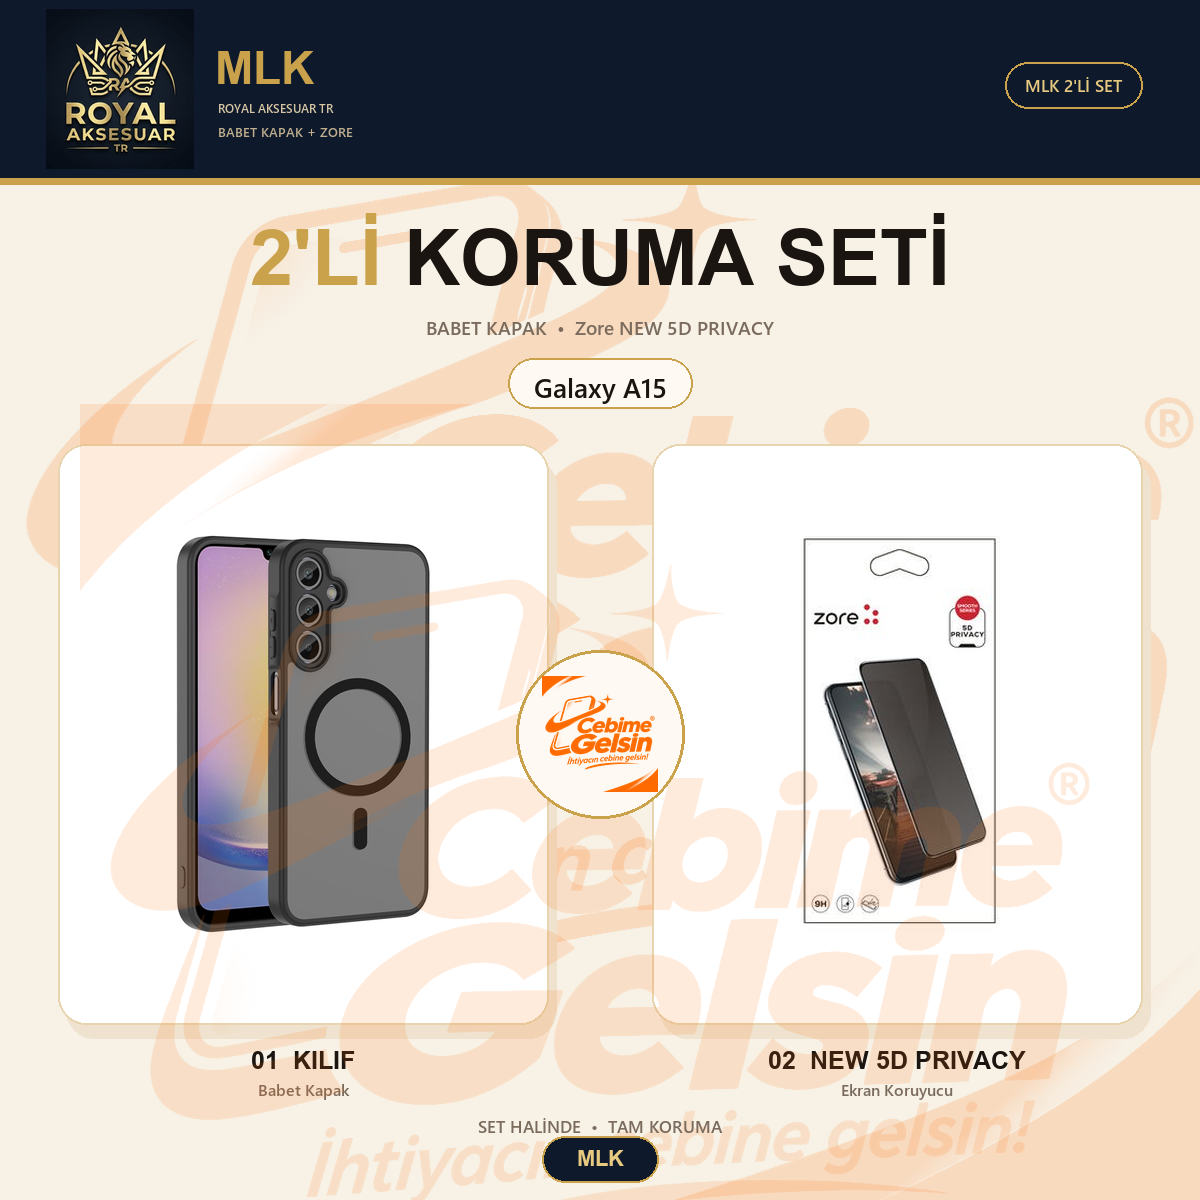 ROYAL
AKSESUAR
TR
MLK
ROYAL AKSESUAR TR
BABET KAPAK + ZORE
MLK 2'Lİ SET
2'Lİ KORUMA SETİ
BABET KAPAK • Zore NEW 5D PRIVACY
Galaxy A15
zore
SMOOTH
SERIES
5D
PRIVACY
9H
Cebime
Gelsin
İhtiyacın cebine gelsin!
Cebime®
Gelsin
İhtiyacın cebine gelsin!
01 KILIF
Babet Kapak
02 NEW 5D PRIVACY
Ekran Koruyucu
SET HALİNDE • TAM KORUMA
MLK